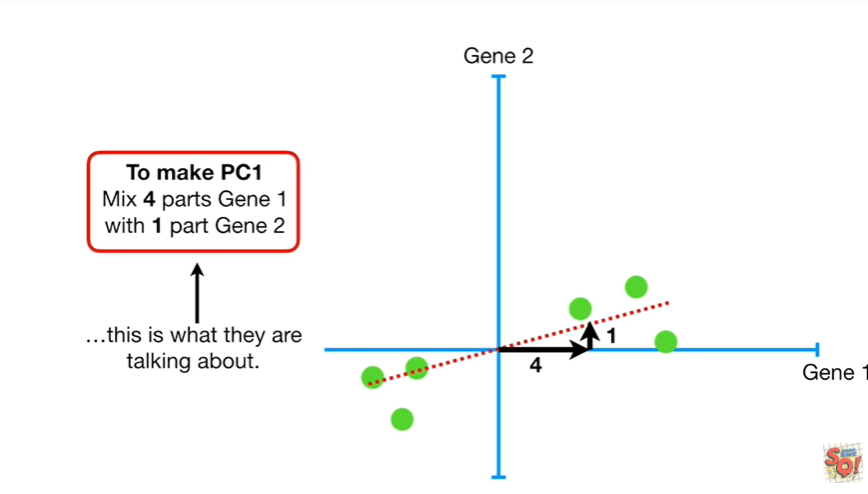 Gene 2
To make PC1
Mix 4 parts Gene 1
with 1 part Gene 2
…this is what they are
talking about.
1
4
Gene 1
SQ!